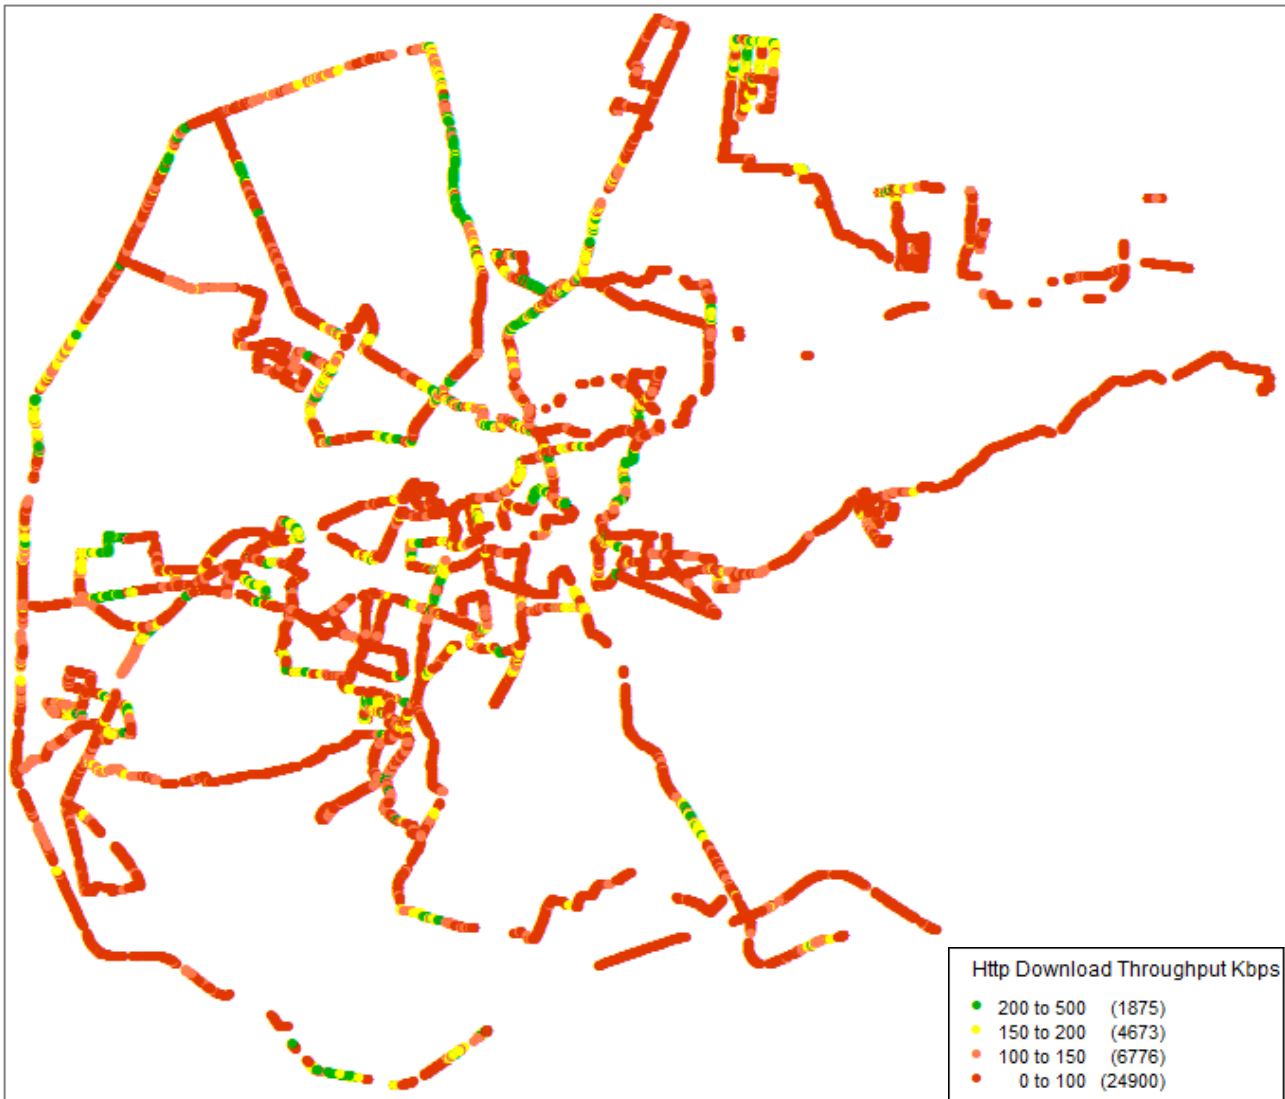 Http Download Throughput Kbps
200 to 500 (1875)
150 to 200 (4673)
100 to 150 (6776)
0 to 100 (24900)